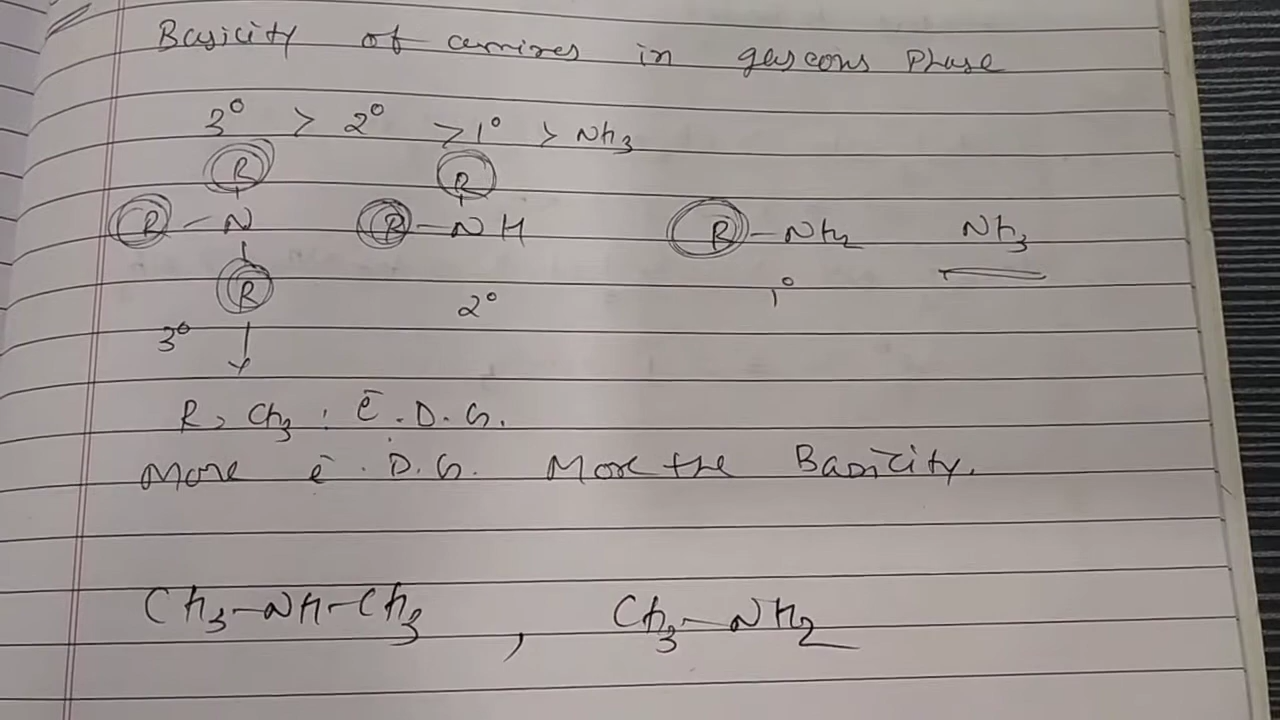 Basicity of amines in gaseous Phase
3° > 2° > 1° > NH3
R R
R - N R - NH R - NH2 NH3
R
2° 1°
3°
R, CH3 : ē.D.G.
More ē.D.G. More the Basicity.
CH3-NH-CH3 , CH3-NH2